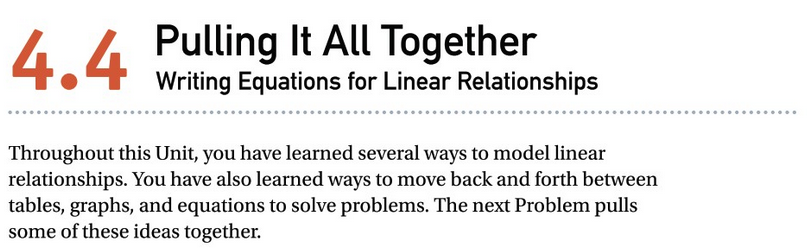 4.4 Pulling It All Together
Writing Equations for Linear Relationships
Throughout this Unit, you have learned several ways to model linear
relationships. You have also learned ways to move back and forth between
tables, graphs, and equations to solve problems. The next Problem pulls
some of these ideas together.